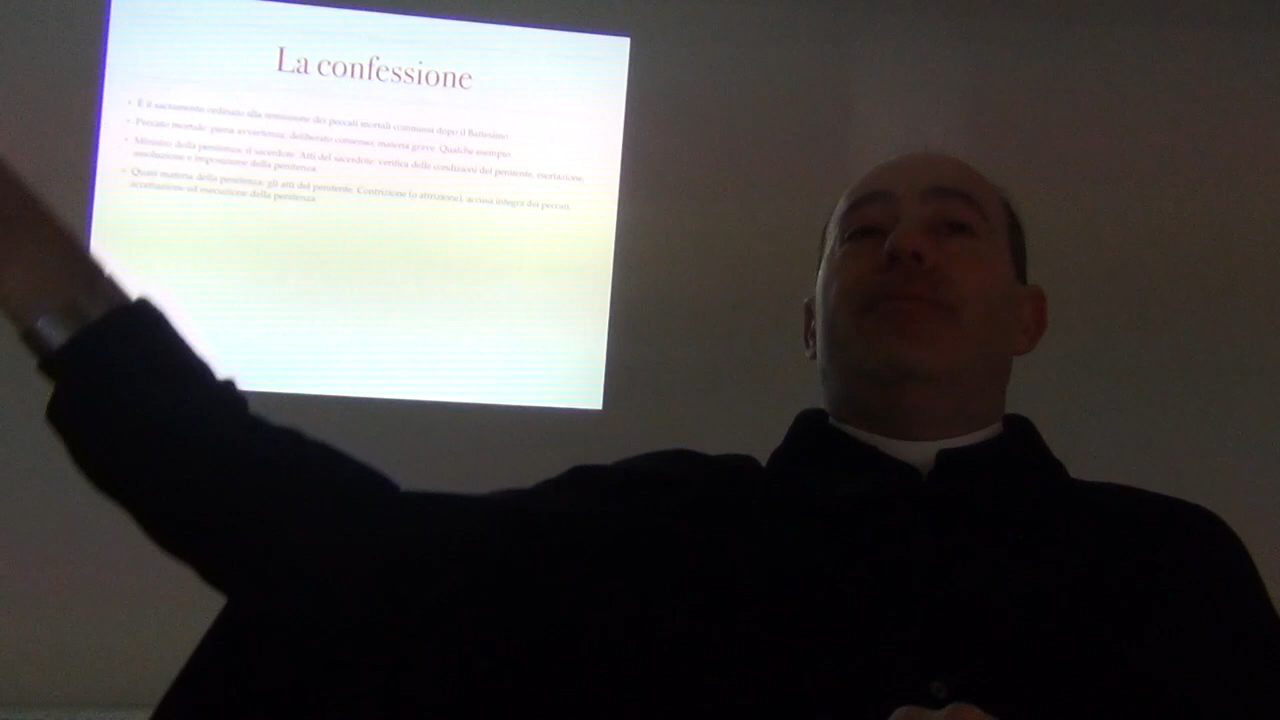 La confessione
• È il sacramento ordinato alla remissione dei peccati mortali commessi dopo il Battesimo
• Peccato mortale: piena avvertenza, deliberato consenso, materia grave. Qualche esempio
• Ministro della penitenza: il sacerdote. Atti del sacerdote: verifica delle condizioni del penitente, esortazione,
assoluzione e imposizione della penitenza
• Quasi materia della penitenza: gli atti del penitente. Contrizione (o attrizione), accusa integra dei peccati,
accettazione ed esecuzione della penitenza